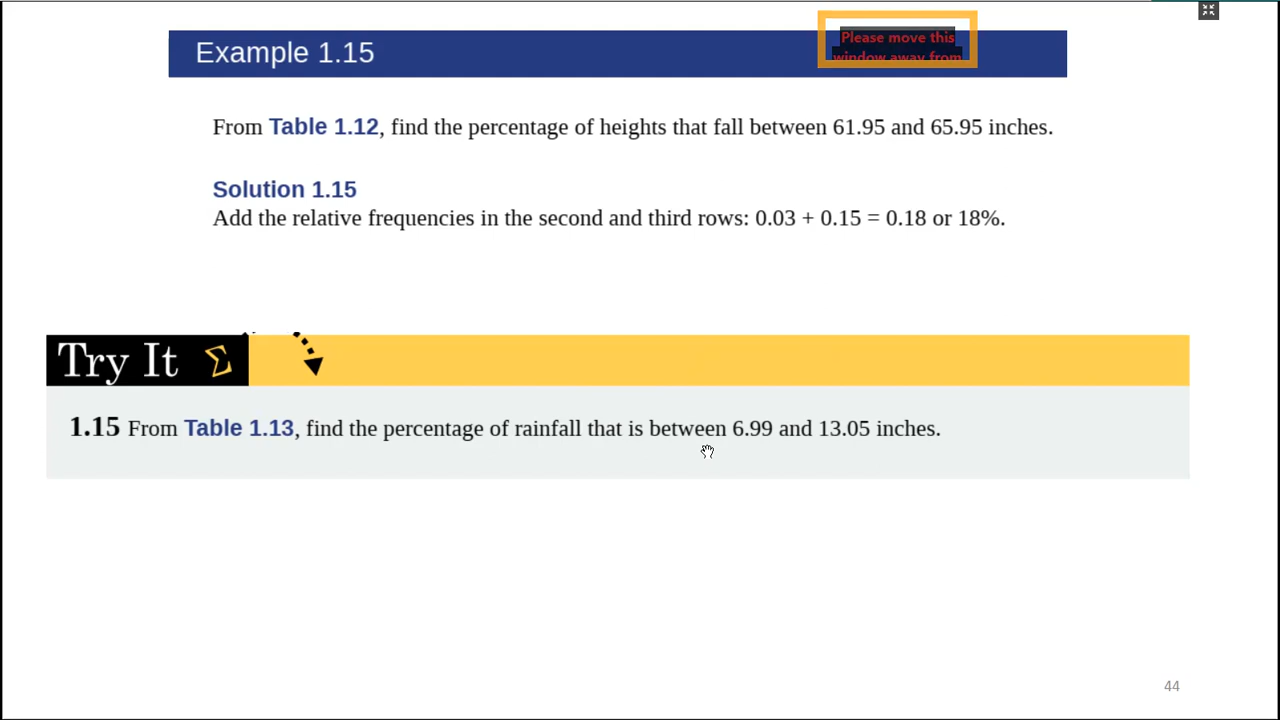 Example 1.15
Please move this
window away from
From Table 1.12, find the percentage of heights that fall between 61.95 and 65.95 inches.
Solution 1.15
Add the relative frequencies in the second and third rows: 0.03 + 0.15 = 0.18 or 18%.
Try It Σ
1.15 From Table 1.13, find the percentage of rainfall that is between 6.99 and 13.05 inches.
44